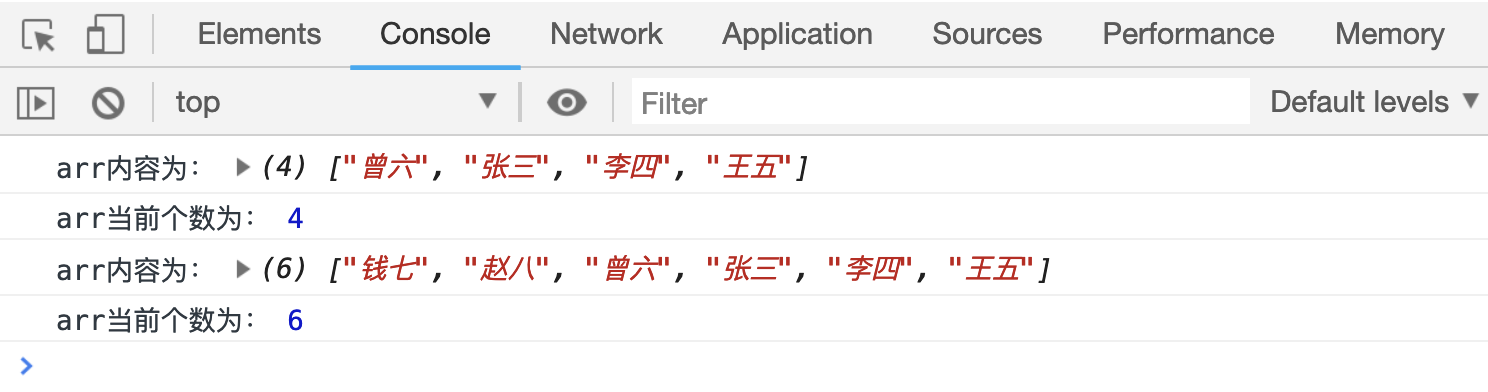 Elements Console Network Application Sources Performance Memory
top Filter Default levels
arr内容为: (4) ["曾六", "张三", "李四", "王五"]
arr当前个数为: 4
arr内容为: (6) ["钱七", "赵八", "曾六", "张三", "李四", "王五"]
arr当前个数为: 6